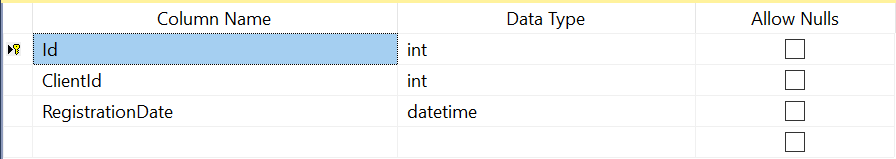 Column Name Data Type Allow Nulls
Id int
ClientId int
RegistrationDate datetime